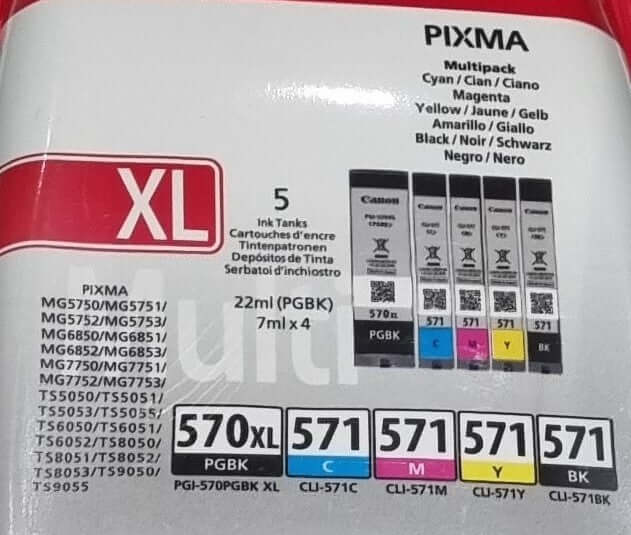 PIXMA
Multipack
Cyan / Cian / Ciano
Magenta
Yellow / Jaune / Gelb
Amarillo / Giallo
Black / Noir / Schwarz
Negro / Nero
XL
5
Ink Tanks
Cartouches d'encre
Tintenpatronen
Depósitos de Tinta
Serbatoi d'inchiostro
22ml (PGBK)
7ml x 4
Canon
Canon
Canon
Canon
Canon
570XL
571
571
571
571
PGBK
C
M
Y
BK
Multi
PIXMA
MG5750/MG5751/
MG5752/MG5753/
MG6850/MG6851/
MG6852/MG6853/
MG7750/MG7751/
MG7752/MG7753/
TS5050/TS5051/
TS5053/TS5055/
TS6050/TS6051/
TS6052/TS8050/
TS8051/TS8052/
TS8053/TS9050/
TS9055
570XL 571 571 571 571
PGBK C M Y BK
PGI-570PGBK XL CLI-571C CLI-571M CLI-571Y CLI-571BK